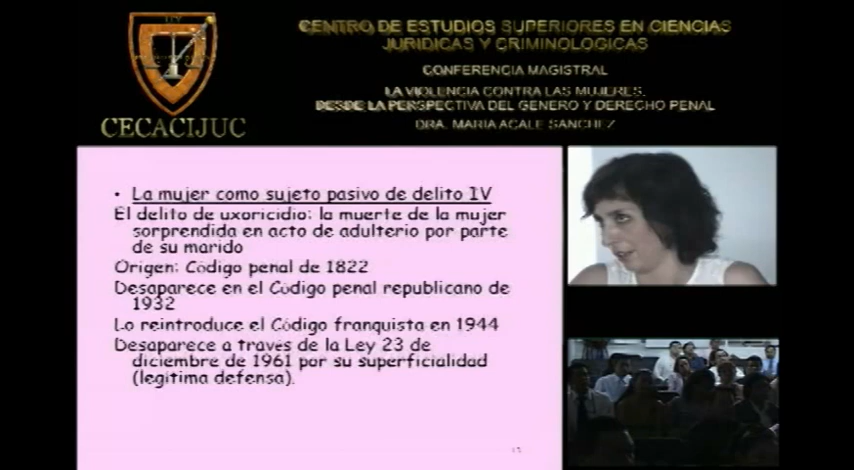 CENTRO DE ESTUDIOS SUPERIORES EN CIENCIAS
JURIDICAS Y CRIMINOLOGICAS
CONFERENCIA MAGISTRAL
LA VIOLENCIA CONTRA LAS MUJERES.
DESDE LA PERSPECTIVA DEL GENERO Y DERECHO PENAL
DRA. MARIA ACALE SANCHEZ
CECACIJUC
• La mujer como sujeto pasivo de delito IV
El delito de uxoricidio: la muerte de la mujer
sorprendida en acto de adulterio por parte
de su marido
Origen: Código penal de 1822
Desaparece en el Código penal republicano de
1932
Lo reintroduce el Código franquista en 1944
Desaparece a través de la Ley 23 de
diciembre de 1961 por su superficialidad
(legítima defensa).